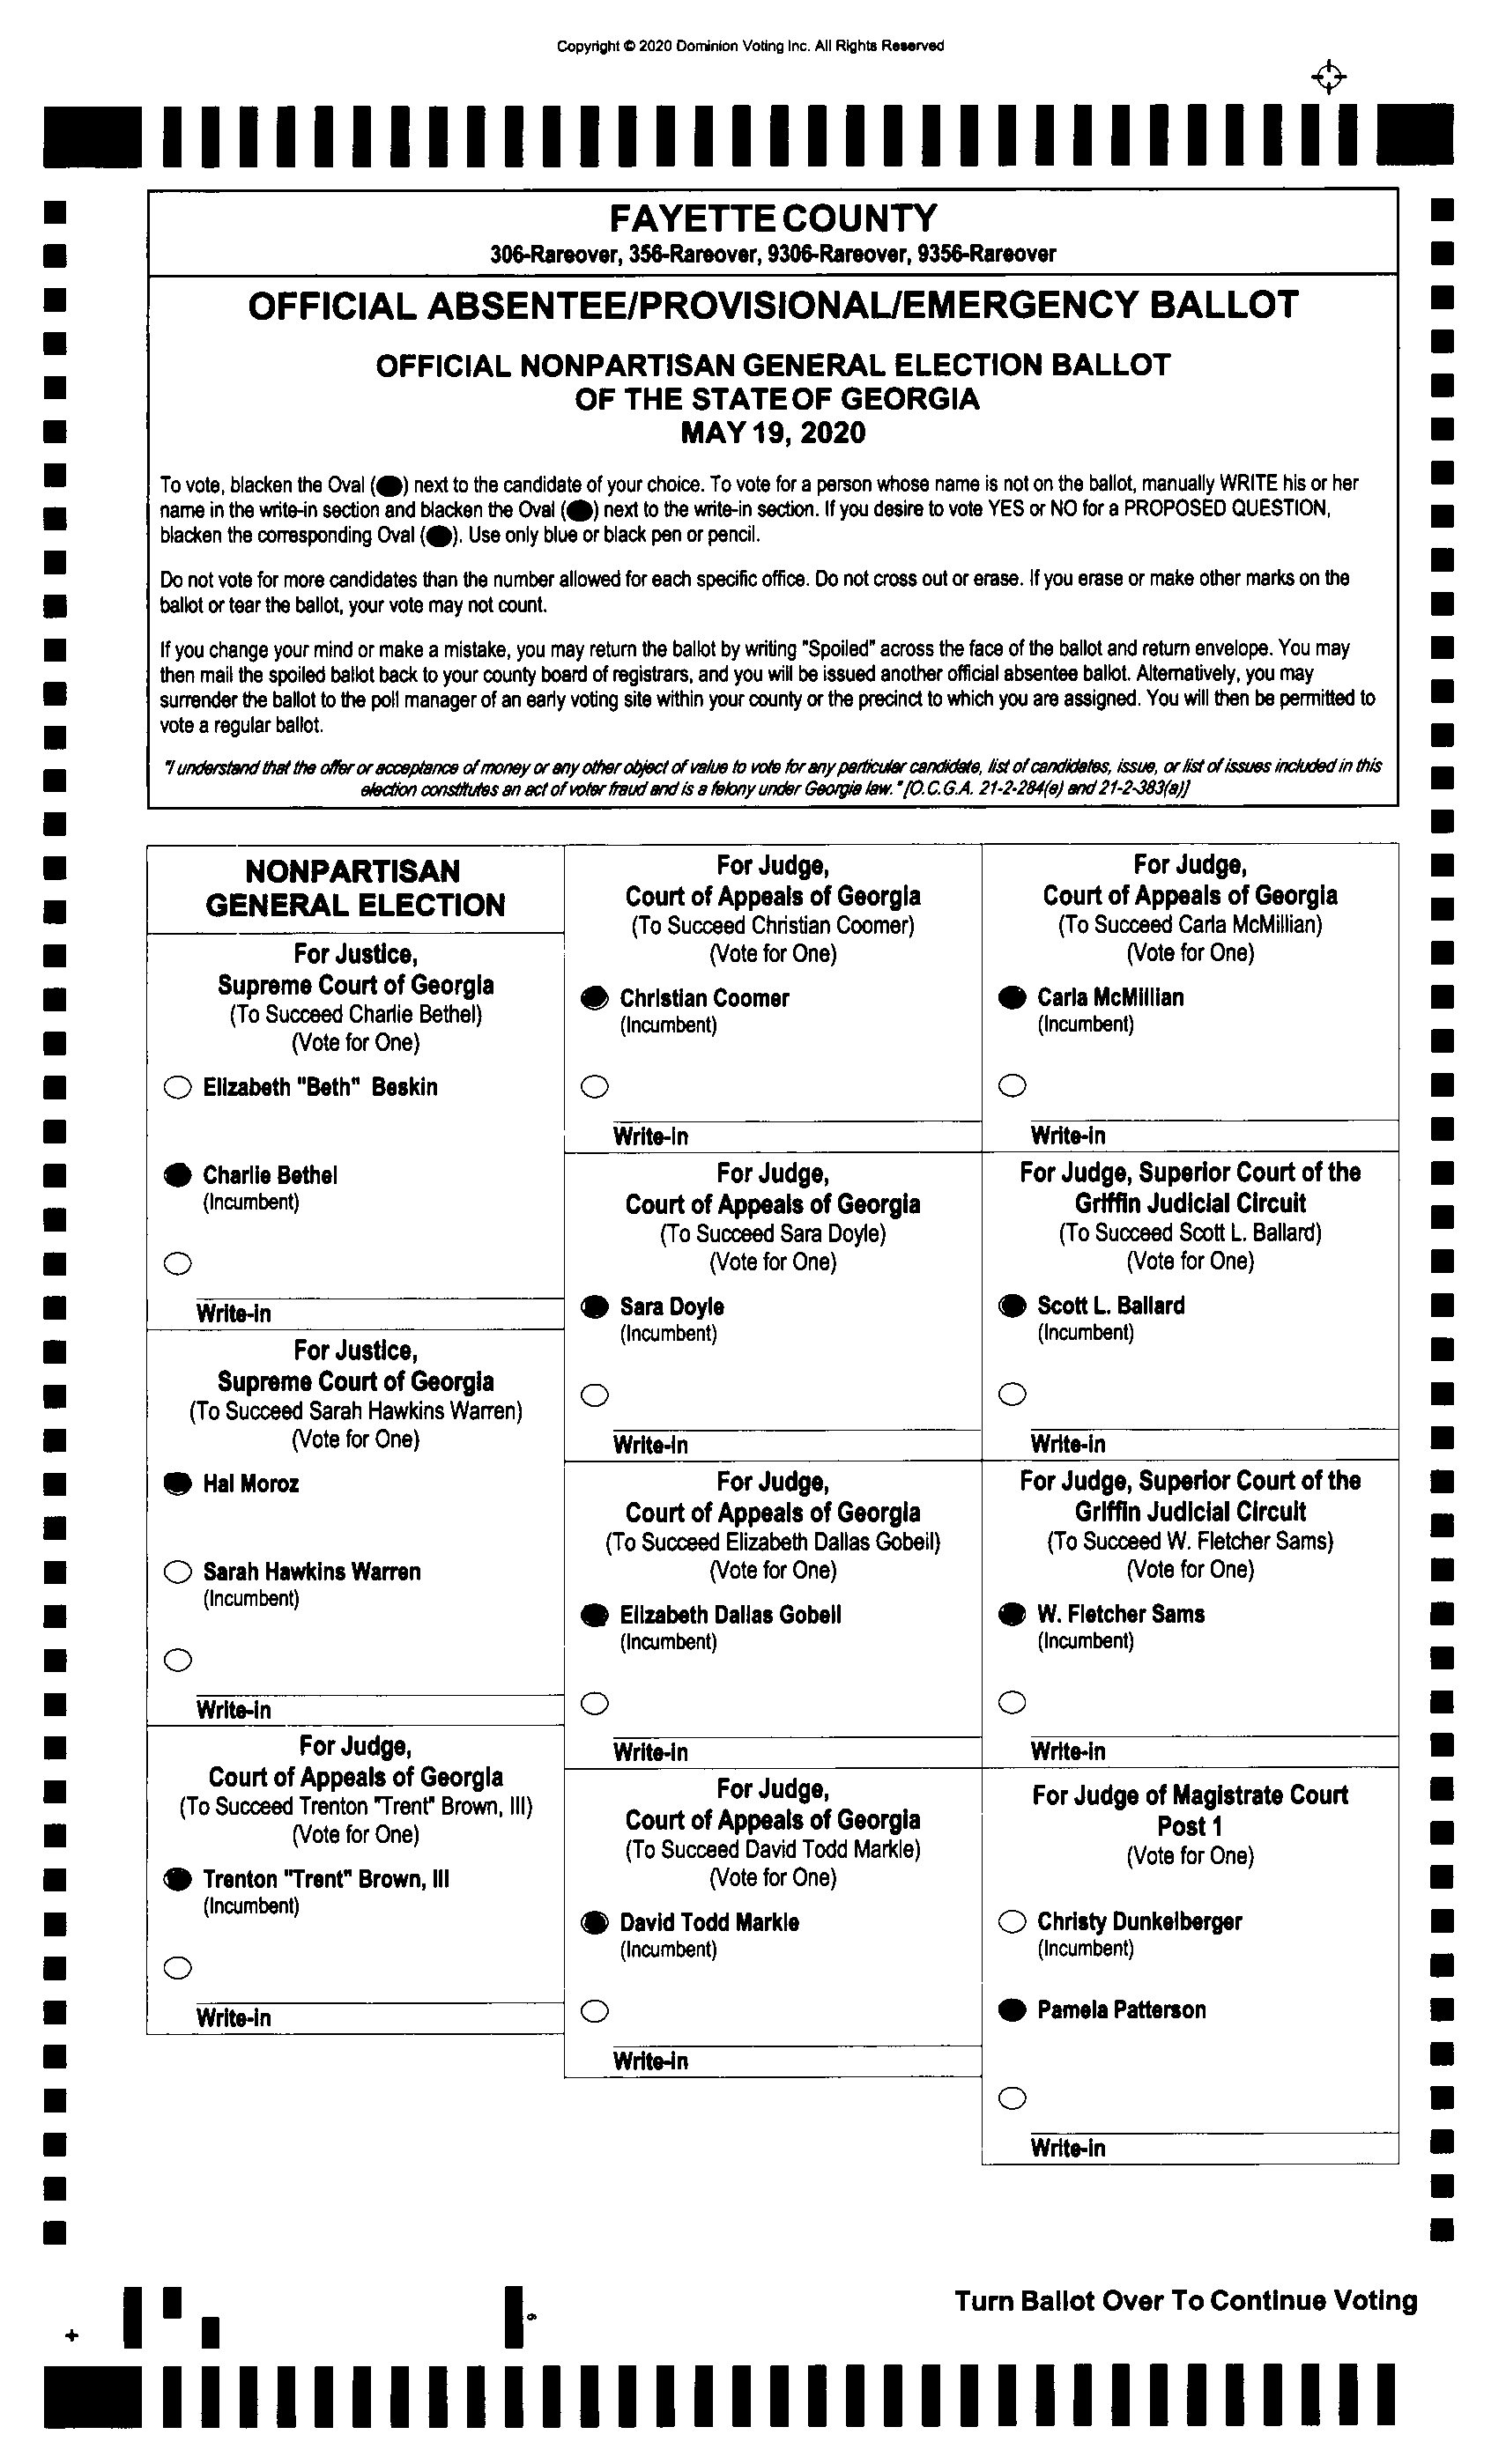 Copyright © 2020 Dominion Voting Inc. All Rights Reserved
FAYETTE COUNTY
306-Rareover, 356-Rareover, 9306-Rareover, 9356-Rareover
OFFICIAL ABSENTEE/PROVISIONAL/EMERGENCY BALLOT
OFFICIAL NONPARTISAN GENERAL ELECTION BALLOT
OF THE STATE OF GEORGIA
MAY 19, 2020
To vote, blacken the Oval (⬬) next to the candidate of your choice. To vote for a person whose name is not on the ballot, manually WRITE his or her
name in the write-in section and blacken the Oval (⬬) next to the write-in section. If you desire to vote YES or NO for a PROPOSED QUESTION,
blacken the corresponding Oval (⬬). Use only blue or black pen or pencil.
Do not vote for more candidates than the number allowed for each specific office. Do not cross out or erase. If you erase or make other marks on the
ballot or tear the ballot, your vote may not count.
If you change your mind or make a mistake, you may return the ballot by writing "Spoiled" across the face of the ballot and return envelope. You may
then mail the spoiled ballot back to your county board of registrars, and you will be issued another official absentee ballot. Alternatively, you may
surrender the ballot to the poll manager of an early voting site within your county or the precinct to which you are assigned. You will then be permitted to
vote a regular ballot.
"I understand that the offer or acceptance of money or any other object of value to vote for any particular candidate, list of candidates, issue, or list of issues included in this
election constitutes an act of voter fraud and is a felony under Georgia law." [O.C.G.A. 21-2-284(e) and 21-2-383(a)]
NONPARTISAN
GENERAL ELECTION
For Justice,
Supreme Court of Georgia
(To Succeed Charlie Bethel)
(Vote for One)
Elizabeth "Beth" Beskin
Charlie Bethel
(Incumbent)
Write-in
For Justice,
Supreme Court of Georgia
(To Succeed Sarah Hawkins Warren)
(Vote for One)
Hal Moroz
Sarah Hawkins Warren
(Incumbent)
Write-in
For Judge,
Court of Appeals of Georgia
(To Succeed Trenton "Trent" Brown, III)
(Vote for One)
Trenton "Trent" Brown, III
(Incumbent)
Write-in
For Judge,
Court of Appeals of Georgia
(To Succeed Christian Coomer)
(Vote for One)
Christian Coomer
(Incumbent)
Write-in
For Judge,
Court of Appeals of Georgia
(To Succeed Sara Doyle)
(Vote for One)
Sara Doyle
(Incumbent)
Write-in
For Judge,
Court of Appeals of Georgia
(To Succeed Elizabeth Dallas Gobeil)
(Vote for One)
Elizabeth Dallas Gobeil
(Incumbent)
Write-in
For Judge,
Court of Appeals of Georgia
(To Succeed David Todd Markle)
(Vote for One)
David Todd Markle
(Incumbent)
Write-in
For Judge,
Court of Appeals of Georgia
(To Succeed Carla McMillian)
(Vote for One)
Carla McMillian
(Incumbent)
Write-in
For Judge, Superior Court of the
Griffin Judicial Circuit
(To Succeed Scott L. Ballard)
(Vote for One)
Scott L. Ballard
(Incumbent)
Write-in
For Judge, Superior Court of the
Griffin Judicial Circuit
(To Succeed W. Fletcher Sams)
(Vote for One)
W. Fletcher Sams
(Incumbent)
Write-in
For Judge of Magistrate Court
Post 1
(Vote for One)
Christy Dunkelberger
(Incumbent)
Pamela Patterson
Write-in
Turn Ballot Over To Continue Voting